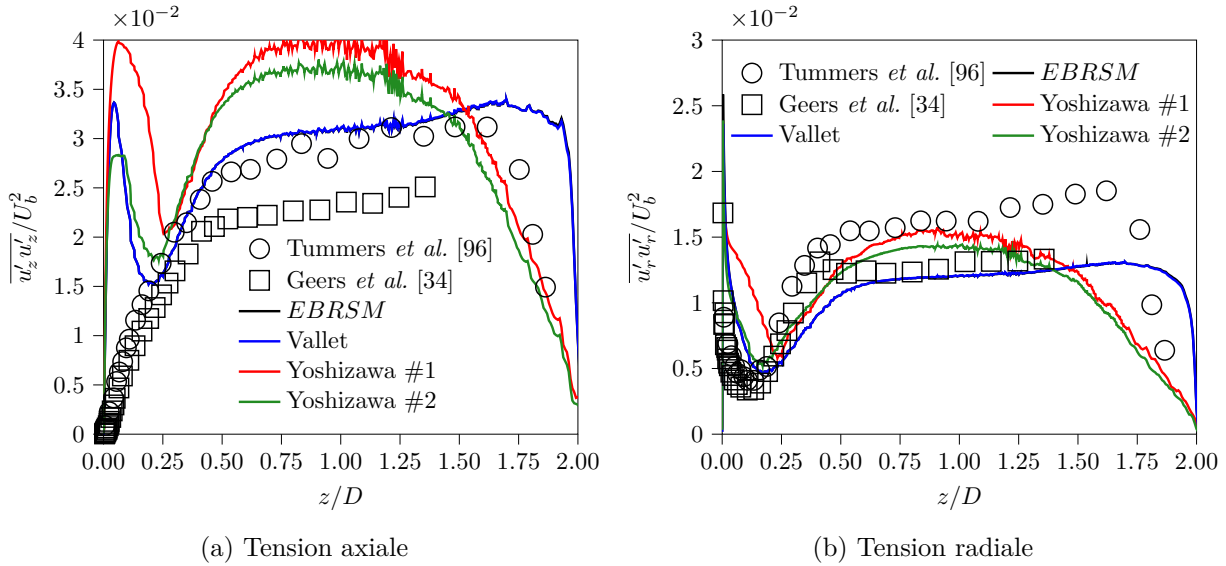 ×10−2
4
3.5
3
2.5
2
1.5
1
0.5
0
0.00 0.25 0.50 0.75 1.00 1.25 1.50 1.75 2.00
z/D
u′z u′z/U²b
Tummers et al. [96]
Geers et al. [34]
EBRSM
Vallet
Yoshizawa #1
Yoshizawa #2
(a) Tension axiale
×10−2
3
2.5
2
1.5
1
0.5
0
0.00 0.25 0.50 0.75 1.00 1.25 1.50 1.75 2.00
z/D
u′r u′r/U²b
Tummers et al. [96]
Geers et al. [34]
Vallet
EBRSM
Yoshizawa #1
Yoshizawa #2
(b) Tension radiale